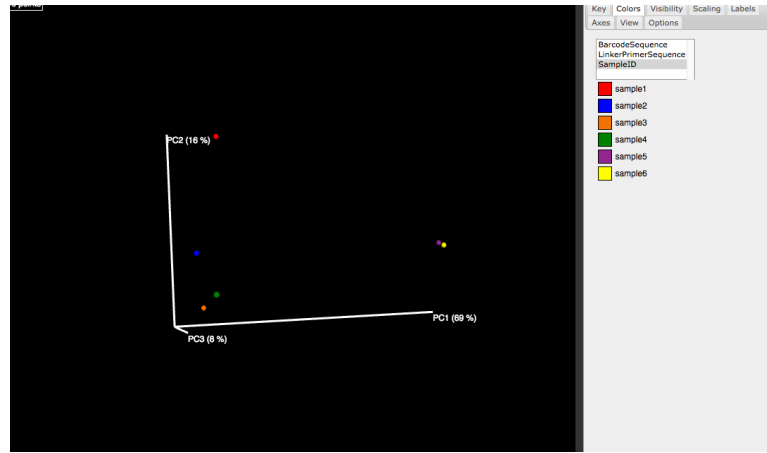 Key Colors Visibility Scaling Labels
Axes View Options
BarcodeSequence
LinkerPrimerSequence
SampleID
sample1
sample2
sample3
sample4
sample5
sample6
PC2 (16 %)
PC1 (69 %)
PC3 (8 %)